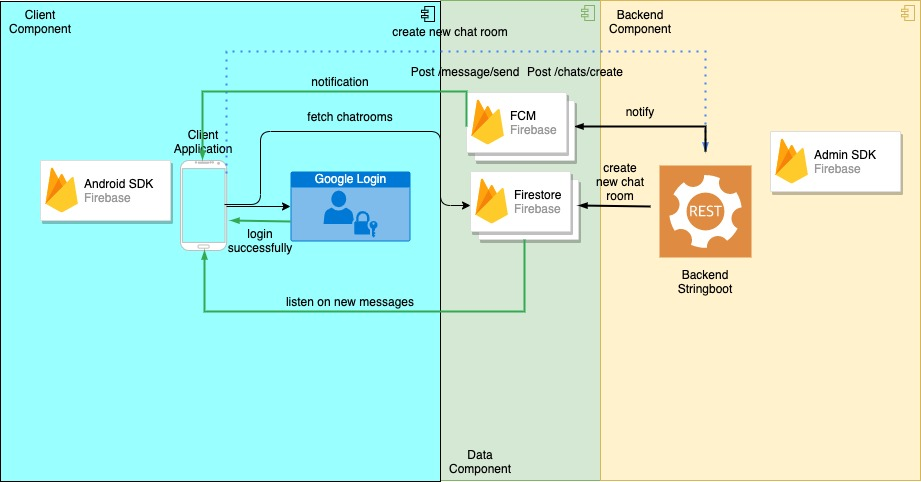 Client
Component
Backend
Component
create new chat room
Post /message/send
Post /chats/create
notification
FCM
Firebase
notify
fetch chatrooms
Client
Application
Admin SDK
Firebase
Android SDK
Firebase
Google Login
create
new chat
room
Firestore
Firebase
REST
login
successfully
Backend
Stringboot
listen on new messages
Data
Component